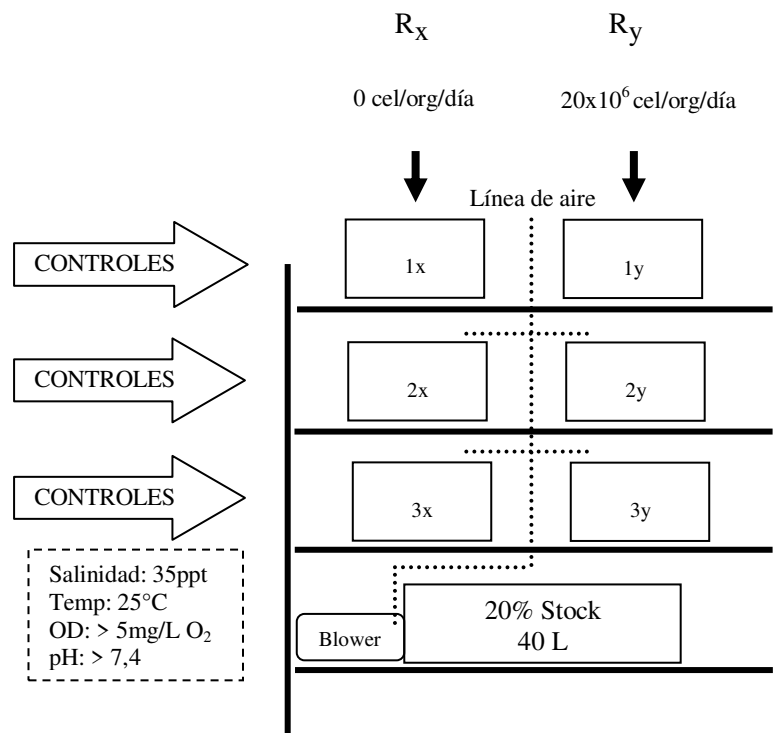 Rx
Ry
0 cel/org/día
20x10⁶ cel/org/día
Línea de aire
CONTROLES
1x
1y
CONTROLES
2x
2y
CONTROLES
3x
3y
Salinidad: 35ppt
Temp: 25°C
OD: > 5mg/L O₂
pH: > 7,4
Blower
20% Stock
40 L